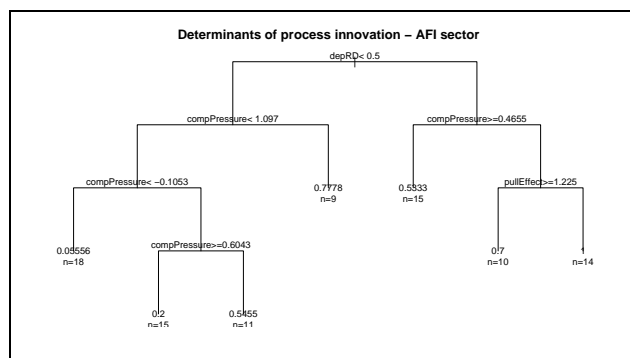 Determinants of process innovation – AFI sector
depRD< 0.5
compPressure< 1.097
compPressure>=0.4655
compPressure< −0.1053
0.7778
n=9
0.5333
n=15
pullEffect>=1.225
0.05556
n=18
compPressure>=0.6043
0.7
n=10
n=14
0.2
n=15
0.5455
n=11